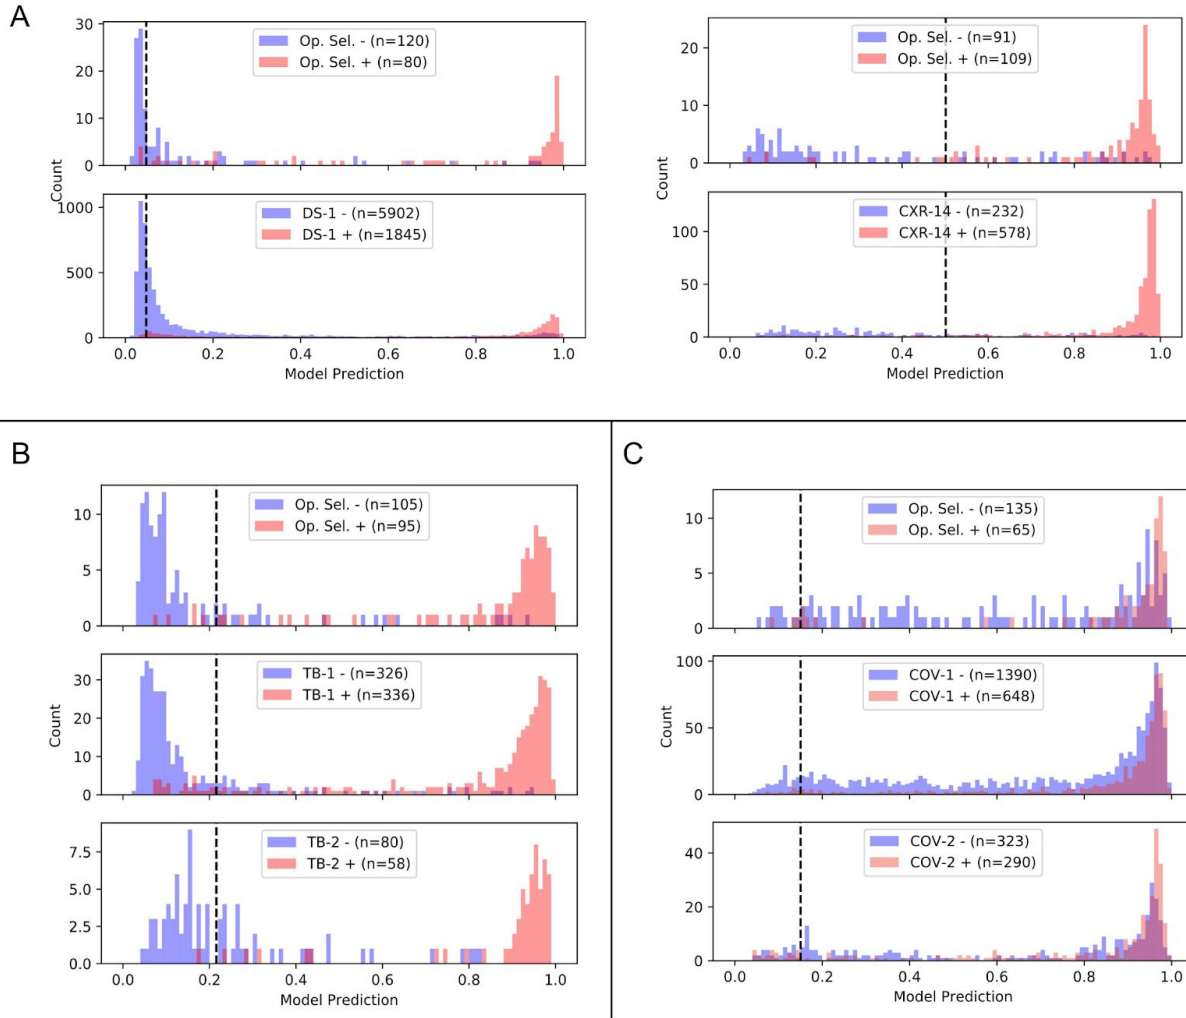 A
Op. Sel. - (n=120)
Op. Sel. + (n=80)
30
20
10
0
Count
DS-1 - (n=5902)
DS-1 + (n=1845)
1000
500
0
0.0 0.2 0.4 0.6 0.8 1.0
Model Prediction
Op. Sel. - (n=91)
Op. Sel. + (n=109)
20
10
0
Count
CXR-14 - (n=232)
CXR-14 + (n=578)
100
50
0
0.0 0.2 0.4 0.6 0.8 1.0
Model Prediction
B
Op. Sel. - (n=105)
Op. Sel. + (n=95)
10
5
0
TB-1 - (n=326)
TB-1 + (n=336)
30
20
10
0
Count
TB-2 - (n=80)
TB-2 + (n=58)
7.5
5.0
2.5
0.0
0.0 0.2 0.4 0.6 0.8 1.0
Model Prediction
C
Op. Sel. - (n=135)
Op. Sel. + (n=65)
10
5
0
COV-1 - (n=1390)
COV-1 + (n=648)
100
50
0
Count
COV-2 - (n=323)
COV-2 + (n=290)
40
20
0
0.0 0.2 0.4 0.6 0.8 1.0
Model Prediction